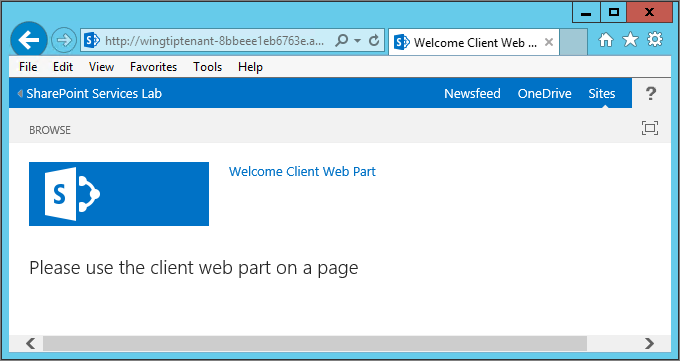 http://wingtiptenant-8bbeee1eb6763e.a...
Welcome Client Web ...
File Edit View Favorites Tools Help
SharePoint Services Lab Newsfeed OneDrive Sites ?
BROWSE
S Welcome Client Web Part
Please use the client web part on a page